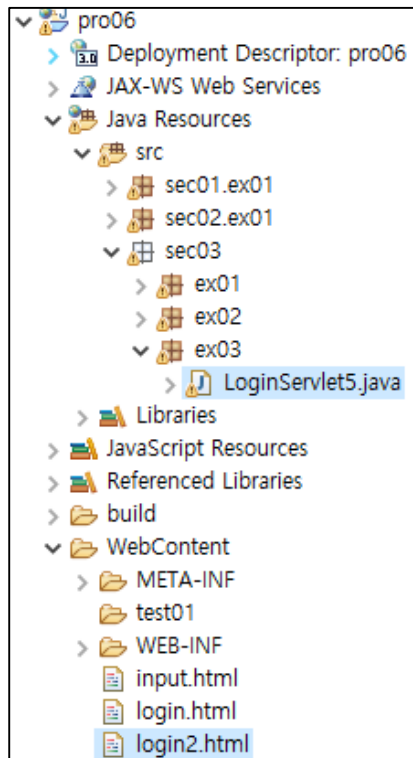 pro06
3.0 Deployment Descriptor: pro06
JAX-WS Web Services
Java Resources
src
sec01.ex01
sec02.ex01
sec03
ex01
ex02
ex03
J LoginServlet5.java
Libraries
JavaScript Resources
Referenced Libraries
build
WebContent
META-INF
test01
WEB-INF
input.html
login.html
login2.html